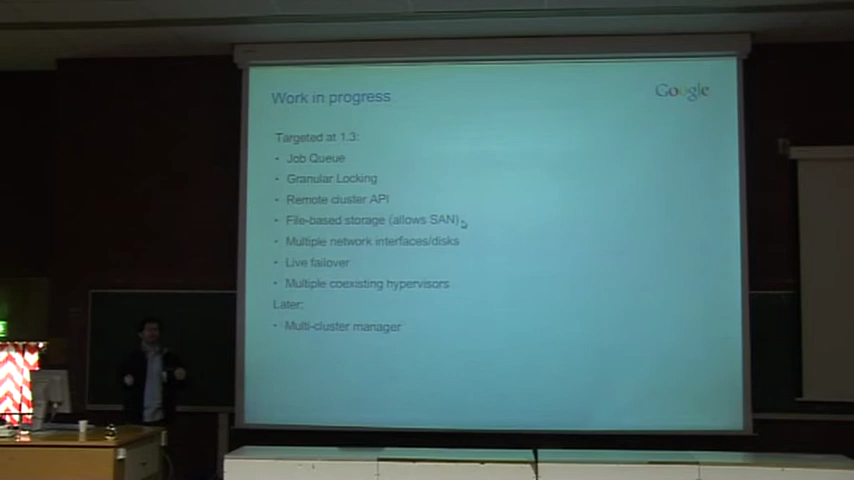 Work in progress
Google
Targeted at 1.3:
• Job Queue
• Granular Locking
• Remote cluster API
• File-based storage (allows SAN)
• Multiple network interfaces/disks
• Live failover
• Multiple coexisting hypervisors
Later:
• Multi-cluster manager